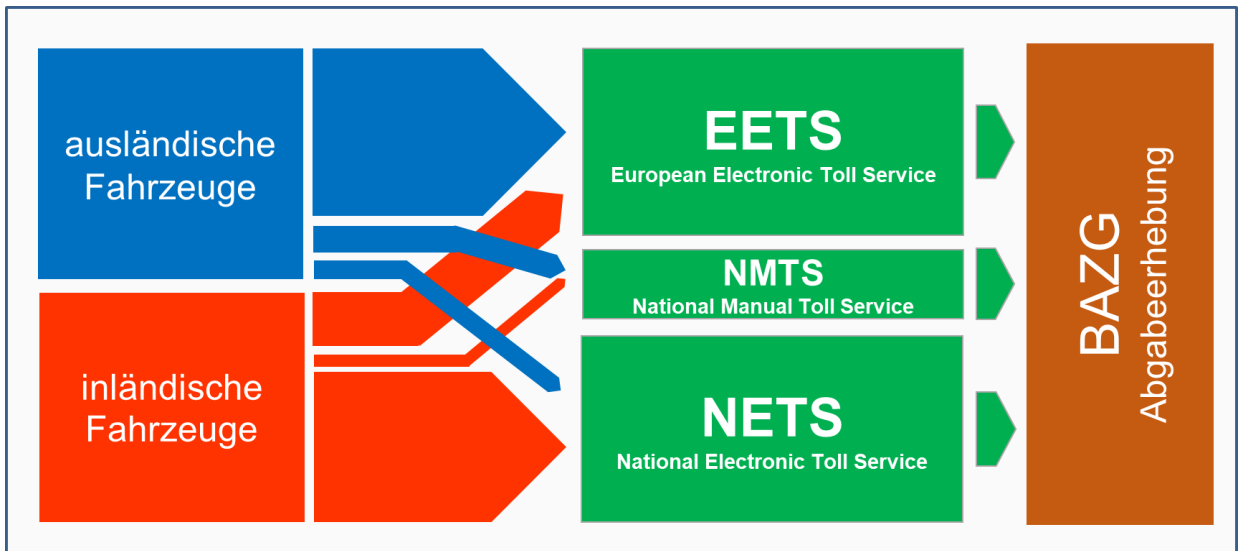 ausländische
Fahrzeuge
inländische
Fahrzeuge
EETS
European Electronic Toll Service
NMTS
National Manual Toll Service
NETS
National Electronic Toll Service
BAZG
Abgabeerhebung